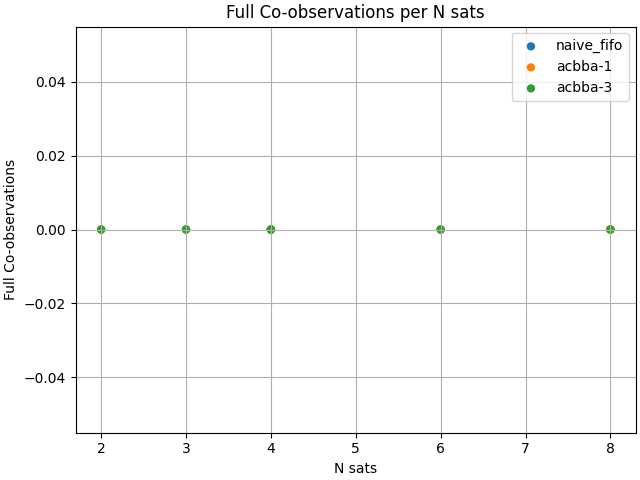 Full Co-observations per N sats
naive_fifo
acbba-1
acbba-3
Full Co-observations
0.04
0.02
0.00
−0.02
−0.04
2 3 4 5 6 7 8
N sats